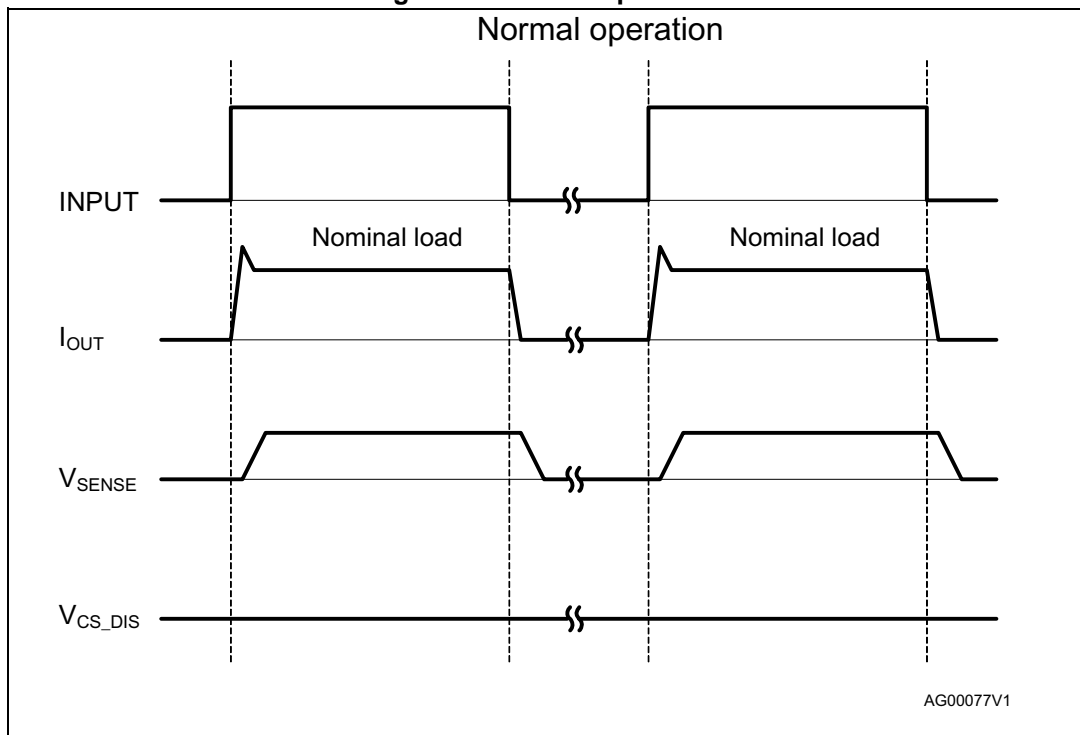 Normal operation
INPUT
Nominal load Nominal load
IOUT
VSENSE
VCS_DIS
AG00077V1